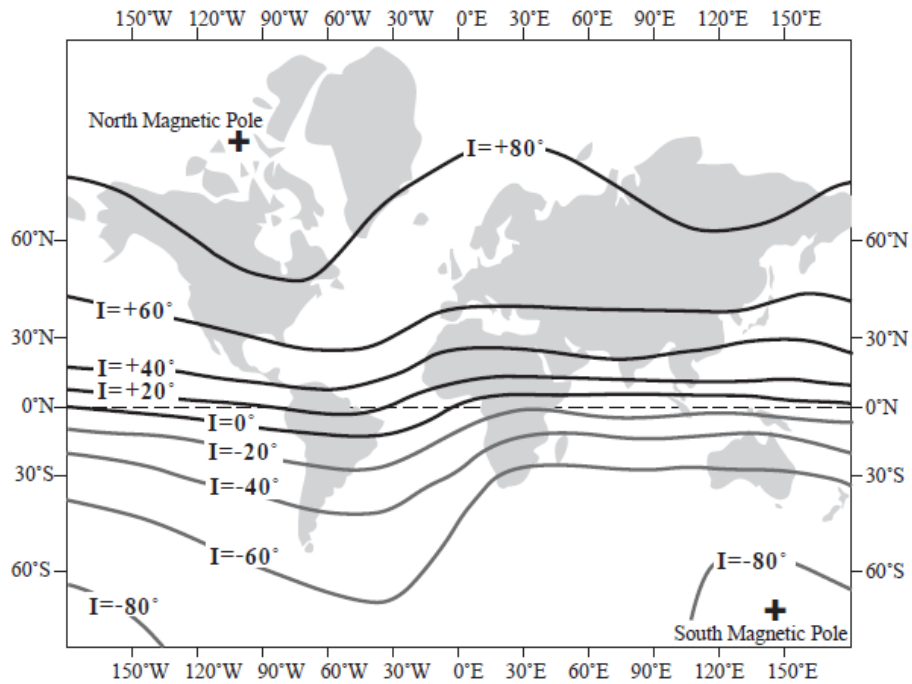 150˚W 120˚W 90˚W 60˚W 30˚W 0˚E 30˚E 60˚E 90˚E 120˚E 150˚E
North Magnetic Pole
I=+80˚
60˚N 60˚N
I=+60˚
30˚N 30˚N
I=+40˚
I=+20˚
0˚N 0˚N
I=0˚
I=-20˚
30˚S 30˚S
I=-40˚
I=-60˚
I=-80˚
60˚S 60˚S
I=-80˚
South Magnetic Pole
150˚W 120˚W 90˚W 60˚W 30˚W 0˚E 30˚E 60˚E 90˚E 120˚E 150˚E